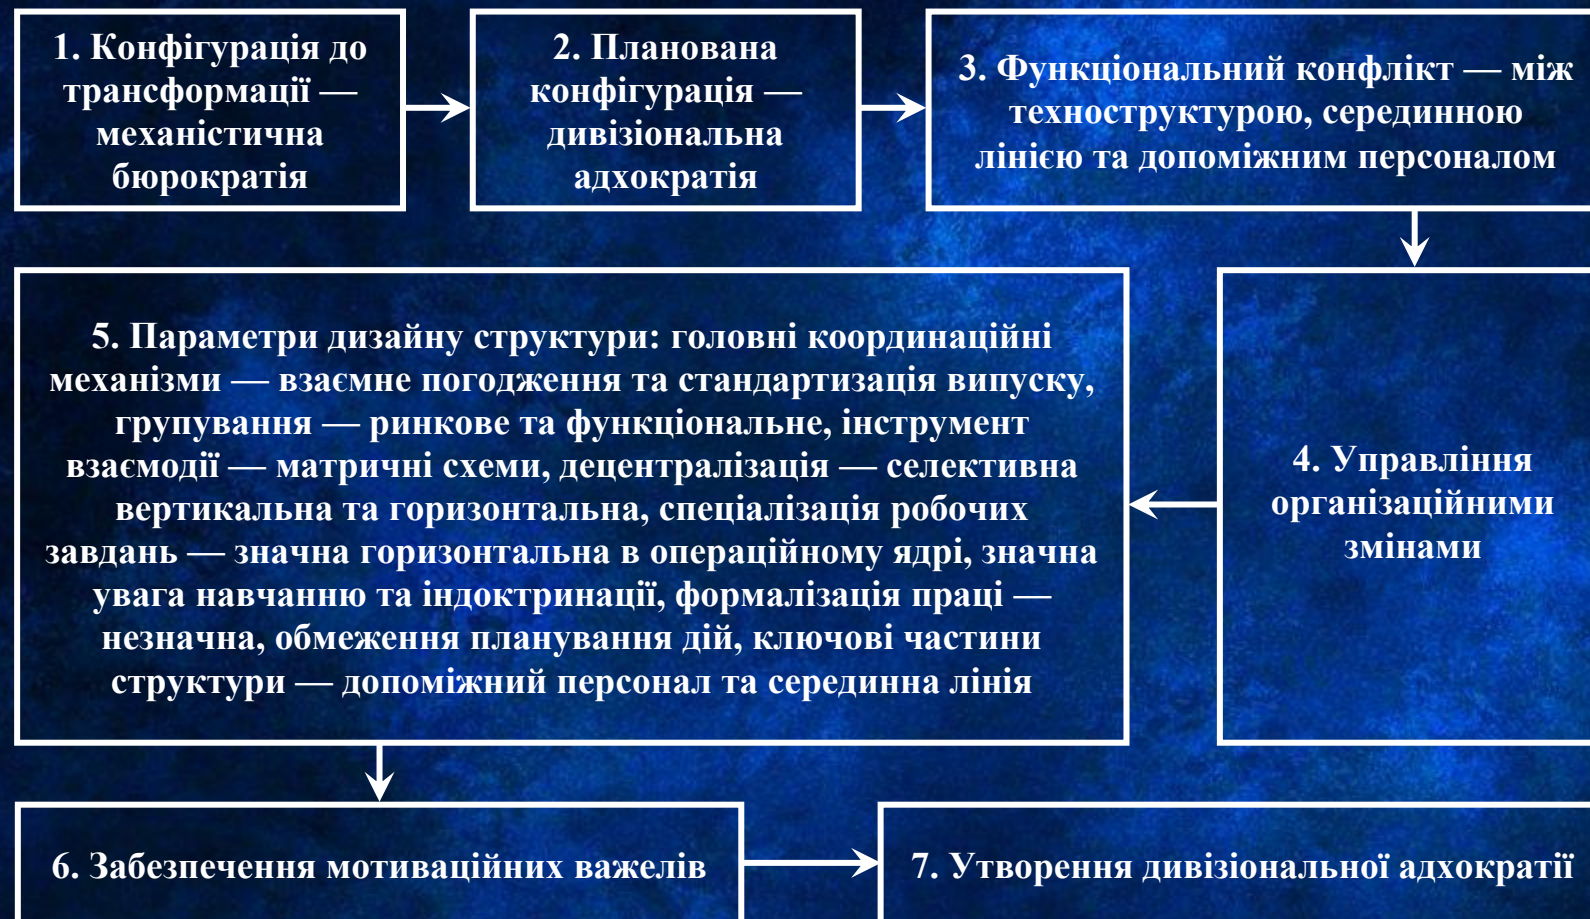 1. Конфігурація до
трансформації —
механістична
бюрократія
2. Планована
конфігурація —
дивізіональна
адхократія
3. Функціональний конфлікт — між
техноструктурою, серединною
лінією та допоміжним персоналом
4. Управління
організаційними
змінами
5. Параметри дизайну структури: головні координаційні
механізми — взаємне погодження та стандартизація випуску,
групування — ринкове та функціональне, інструмент
взаємодії — матричні схеми, децентралізація — селективна
вертикальна та горизонтальна, спеціалізація робочих
завдань — значна горизонтальна в операційному ядрі, значна
увага навчанню та індоктринації, формалізація праці —
незначна, обмеження планування дій, ключові частини
структури — допоміжний персонал та серединна лінія
6. Забезпечення мотиваційних важелів
7. Утворення дивізіональної адхократії